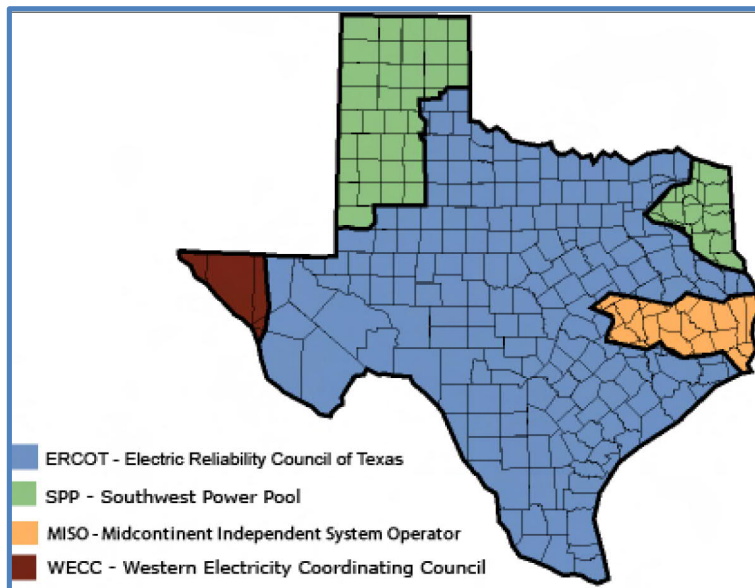 ERCOT - Electric Reliability Council of Texas
SPP - Southwest Power Pool
MISO - Midcontinent Independent System Operator
WECC - Western Electricity Coordinating Council